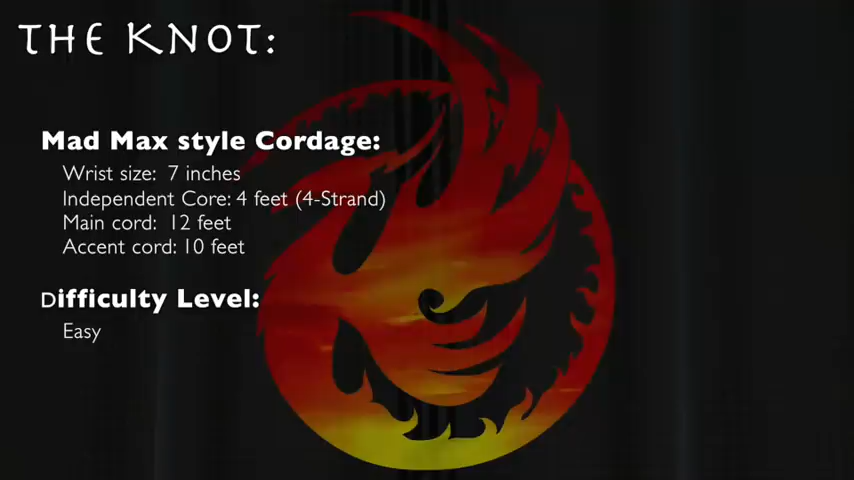 THE KNOT:
Mad Max style Cordage:
Wrist size: 7 inches
Independent Core: 4 feet (4-Strand)
Main cord: 12 feet
Accent cord: 10 feet
Difficulty Level:
Easy